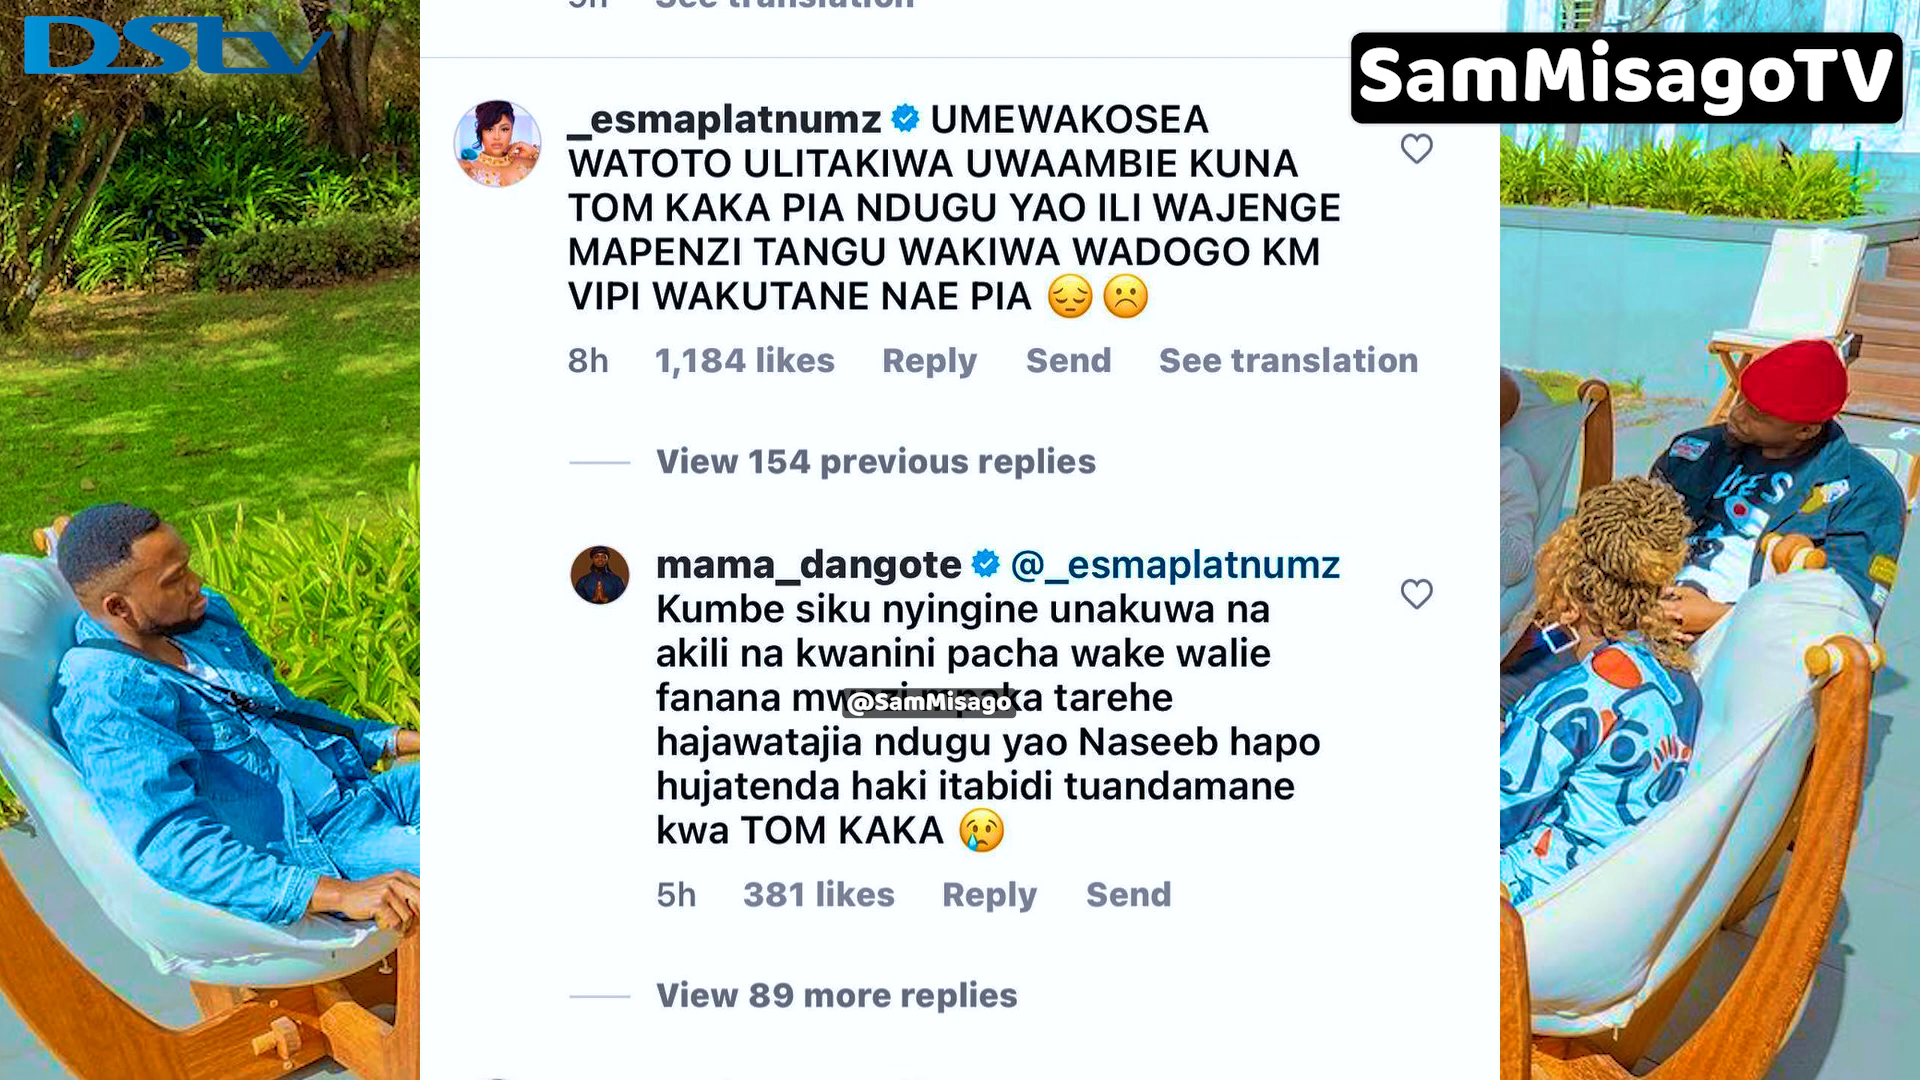 DStv
SamMisagoTV
See translation
_esmaplatnumz UMEWAKOSEA
WATOTO ULITAKIWA UWAAMBIE KUNA
TOM KAKA PIA NDUGU YAO ILI WAJENGE
MAPENZI TANGU WAKIWA WADOGO KM
VIPI WAKUTANE NAE PIA 😔☹️
8h 1,184 likes Reply Send See translation
View 154 previous replies
mama_dangote @_esmaplatnumz
Kumbe siku nyingine unakuwa na
akili na kwanini pacha wake walie
fanana tarehe
@SamMisago
hajawatajia ndugu yao Naseeb hapo
hujatenda haki itabidi tuandamane
kwa TOM KAKA 😢
5h 381 likes Reply Send
View 89 more replies